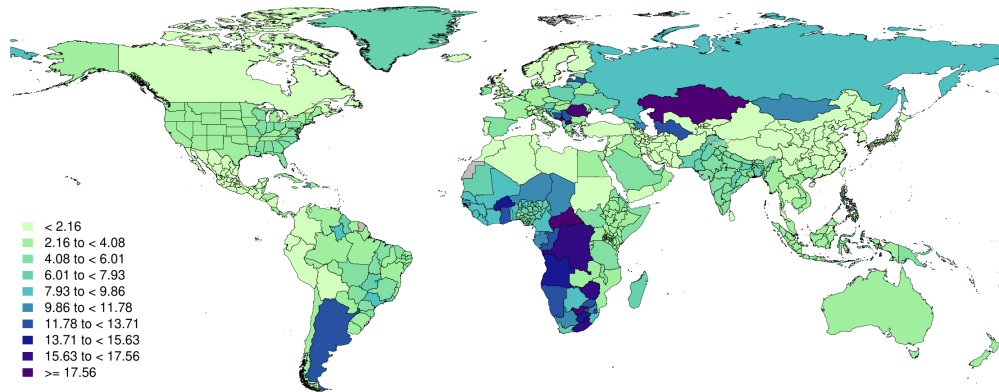 < 2.16
2.16 to < 4.08
4.08 to < 6.01
6.01 to < 7.93
7.93 to < 9.86
9.86 to < 11.78
11.78 to < 13.71
13.71 to < 15.63
15.63 to < 17.56
>= 17.56